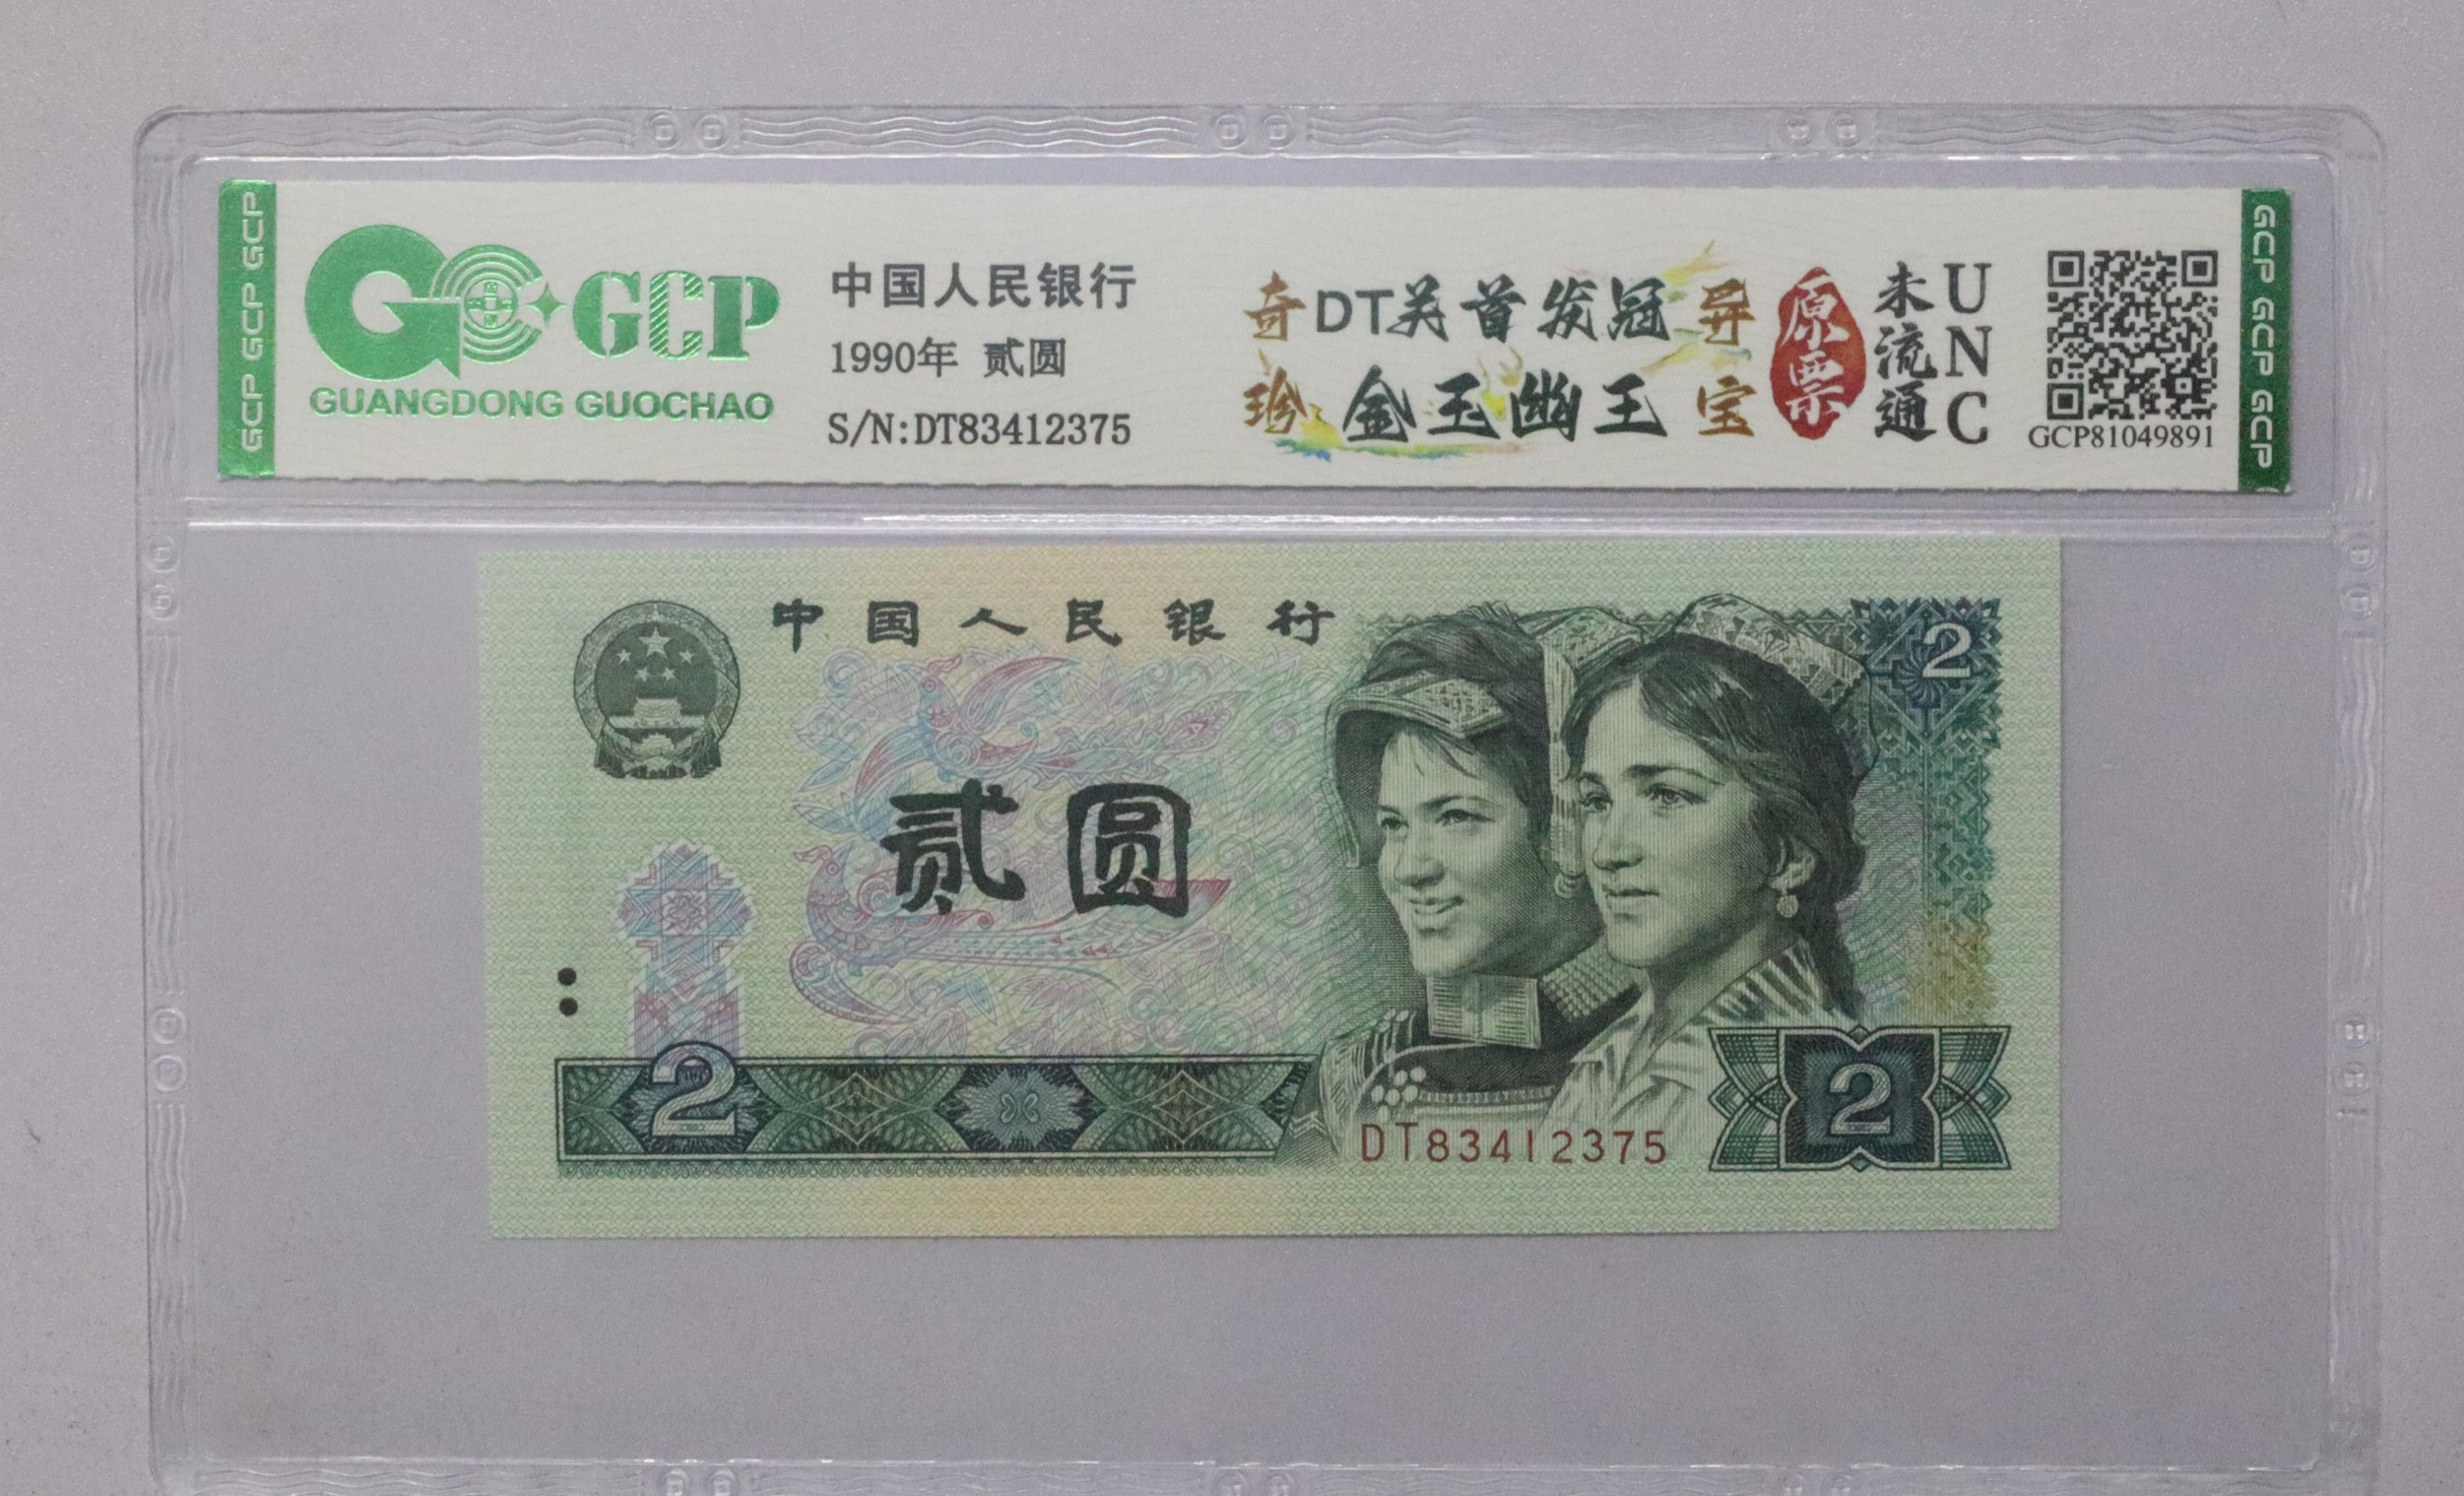 GCP GCP GCP
GCP
GUANGDONG GUOCHAO
中国人民银行
1990年 贰圆
S/N:DT83412375
奇珍
DT关首发冠
金玉幽王
异宝
原票
未流通
UNC
GCP81049891
GCP GCP GCP
中国人民银行
2
贰圆
2
DT83412375
2